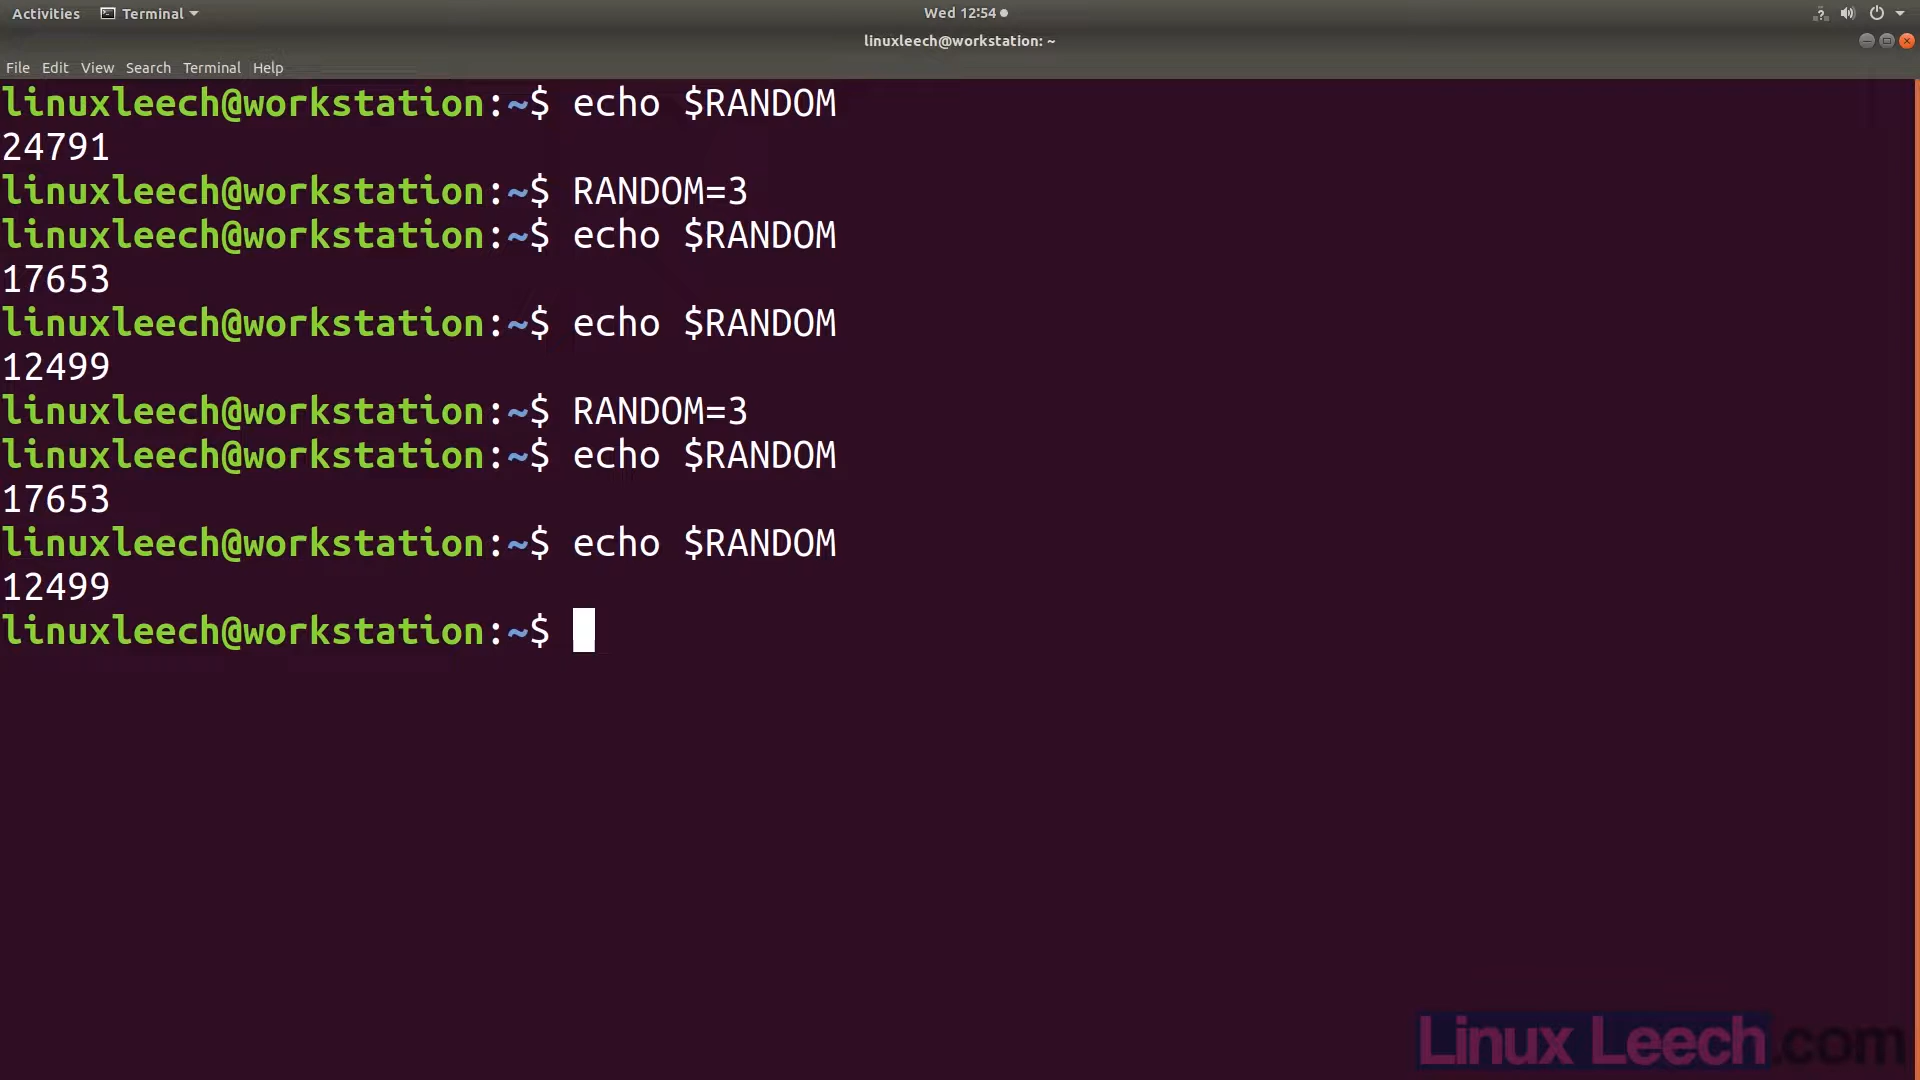 Activities Terminal Wed 12:54
linuxleech@workstation: ~
File Edit View Search Terminal Help
linuxleech@workstation:~$ echo $RANDOM
24791
linuxleech@workstation:~$ RANDOM=3
linuxleech@workstation:~$ echo $RANDOM
17653
linuxleech@workstation:~$ echo $RANDOM
12499
linuxleech@workstation:~$ RANDOM=3
linuxleech@workstation:~$ echo $RANDOM
17653
linuxleech@workstation:~$ echo $RANDOM
12499
linuxleech@workstation:~$
Linux Leech.com